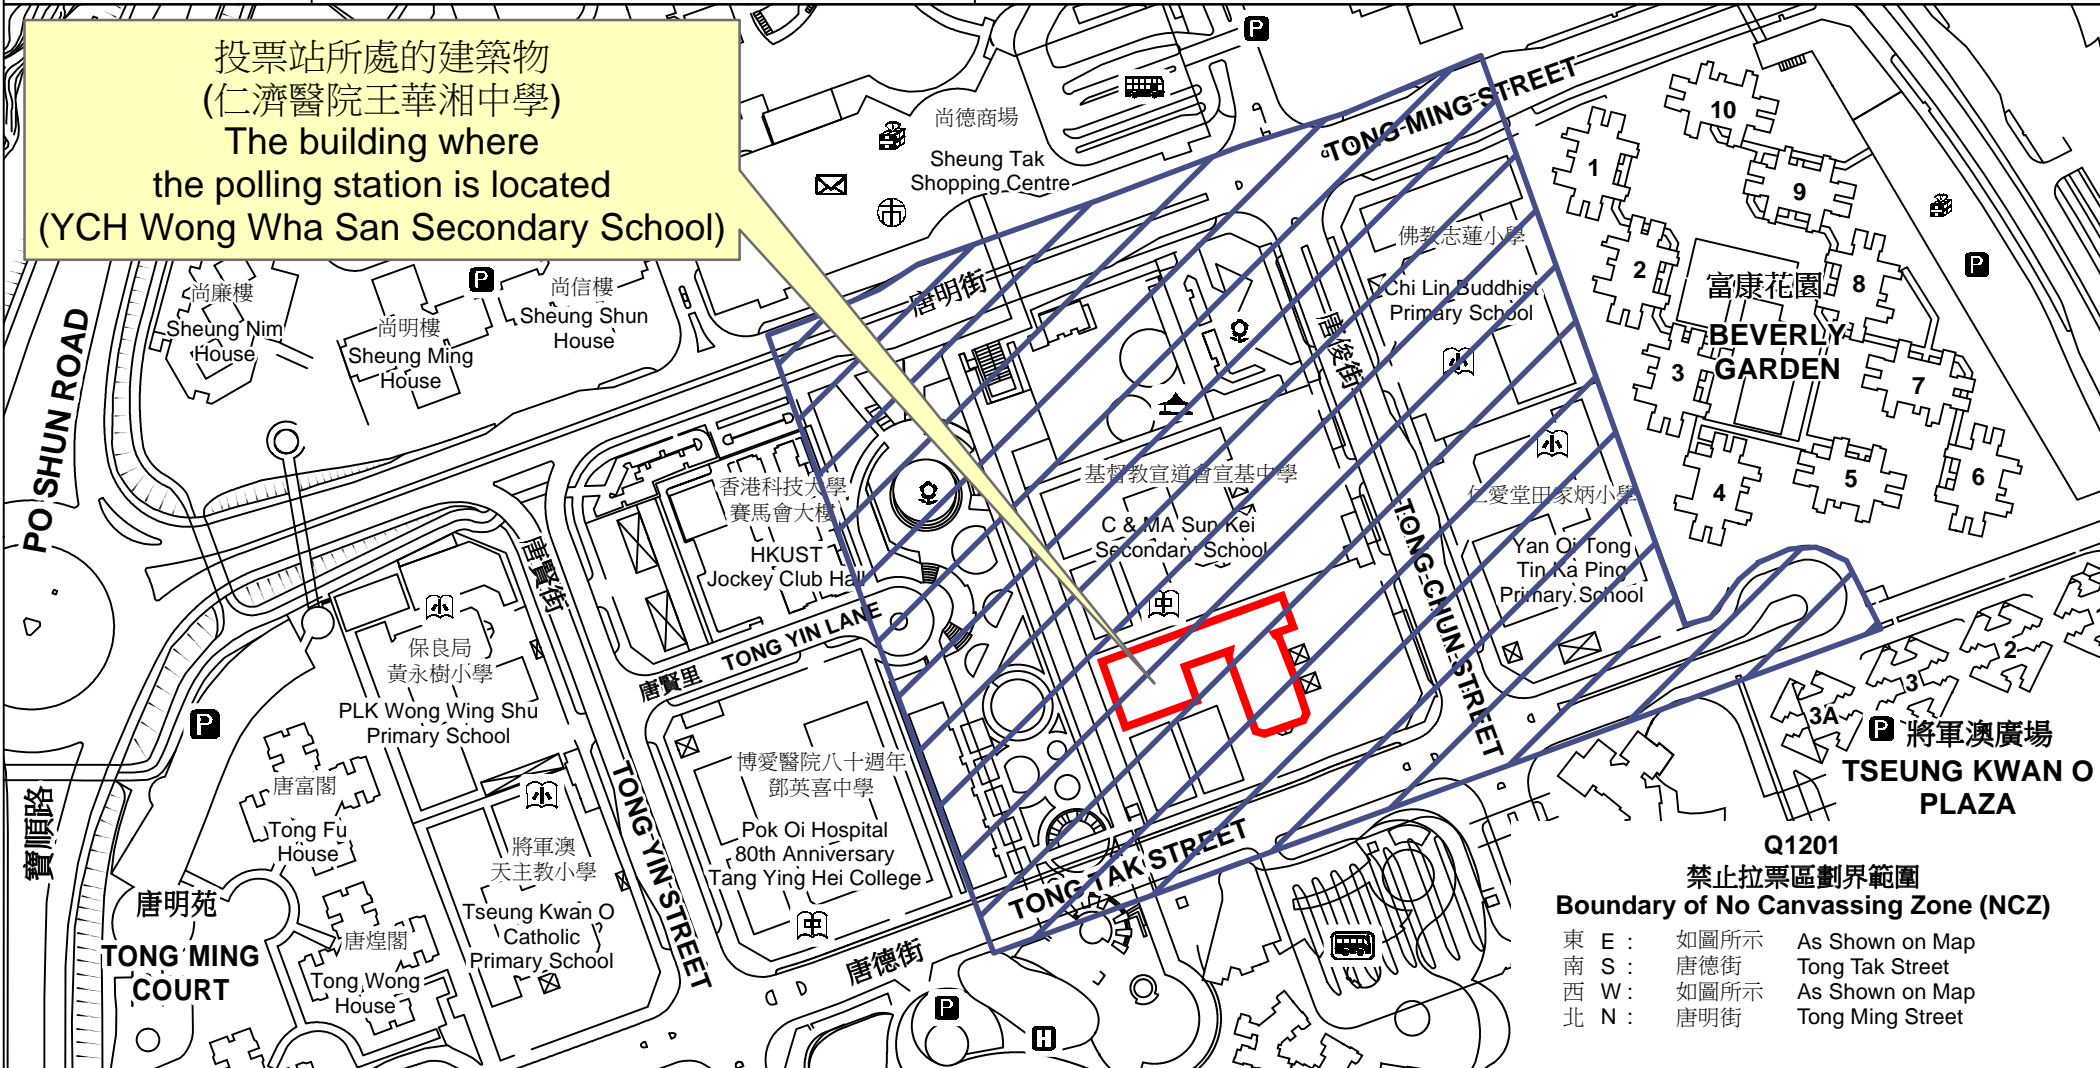 投票站所處的建築物
(仁濟醫院王華湘中學)
The building where
the polling station is located
(YCH Wong Wha San Secondary School)
P
尚德商場
Sheung Tak
Shopping Centre
TONG MING STREET
唐明街
尚廉樓
Sheung Nim
House
尚明樓
Sheung Ming
House
P
尚信樓
Sheung Shun
House
PO SHUN ROAD
寶順路
佛教志蓮小學
Chi Lin Buddhist
Primary School
小
唐俊街
TONG CHUN STREET
10
1
9
2
8
富康花園
BEVERLY
GARDEN
3
7
4
5
6
P
香港科技大學
賽馬會大樓
HKUST
Jockey Club Hall
基督教宣道會宣基中學
C & MA Sun Kei
Secondary School
中
小
仁愛堂田家炳小學
Yan Oi Tong
Tin Ka Ping
Primary School
唐賢街
TONG YIN STREET
唐賢里 TONG YIN LANE
小
保良局
黃永樹小學
PLK Wong Wing Shu
Primary School
P
博愛醫院八十週年
鄧英喜中學
Pok Oi Hospital
80th Anniversary
Tang Ying Hei College
中
唐富閣
Tong Fu
House
小
將軍澳
天主教小學
Tseung Kwan O
Catholic
Primary School
唐明苑
TONG MING
COURT
唐煌閣
Tong Wong
House
唐德街
TONG TAK STREET
P
H
2
3
3A
P 將軍澳廣場
TSEUNG KWAN O
PLAZA
Q1201
禁止拉票區劃界範圍
Boundary of No Canvassing Zone (NCZ)
東 E : 如圖所示 As Shown on Map
南 S : 唐德街 Tong Tak Street
西 W : 如圖所示 As Shown on Map
北 N : 唐明街 Tong Ming Street